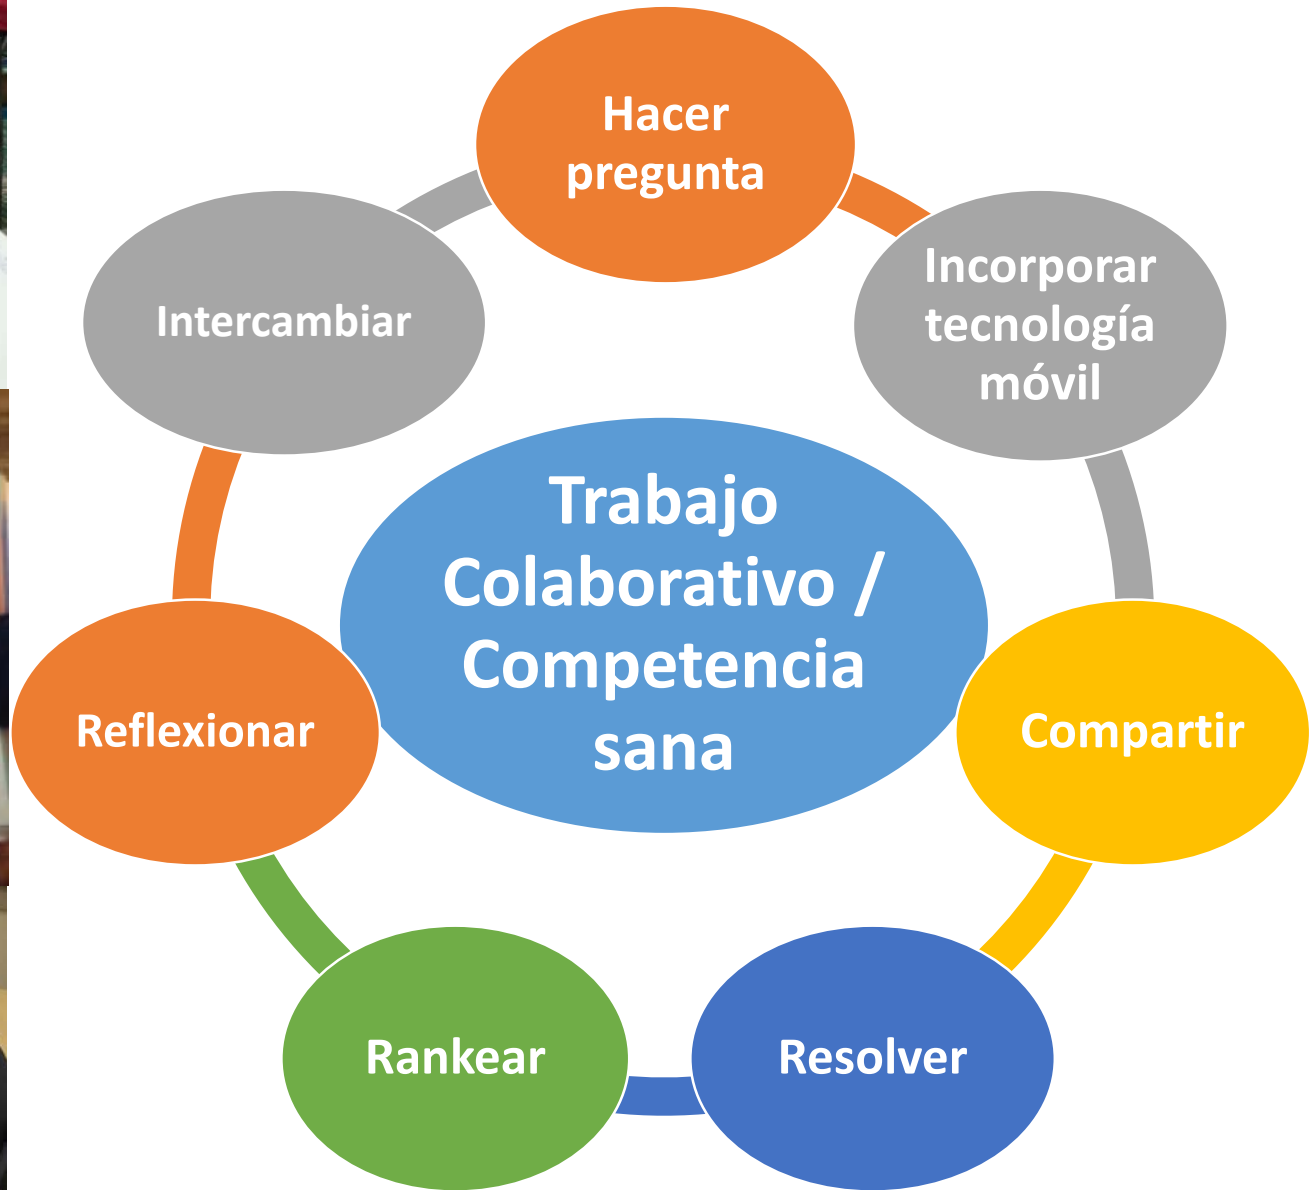 Hacer
pregunta
Incorporar
tecnología
móvil
Compartir
Resolver
Rankear
Reflexionar
Intercambiar
Trabajo
Colaborativo /
Competencia
sana